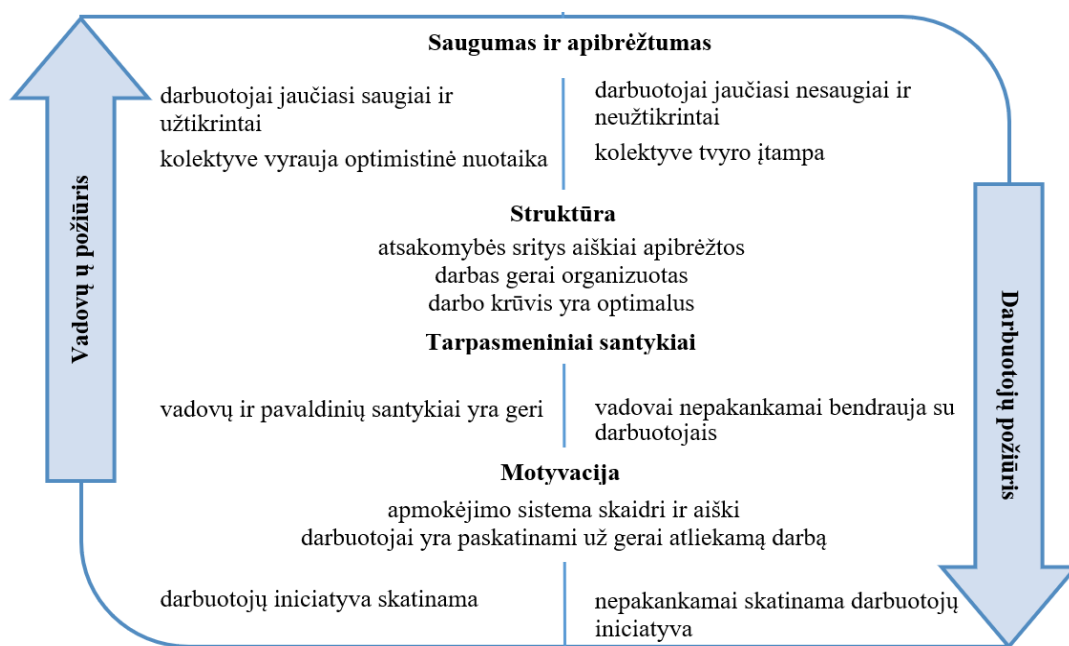 Saugumas ir apibrėžtumas
darbuotojai jaučiasi saugiai ir
užtikrintai
kolektyve vyrauja optimistinė nuotaika
darbuotojai jaučiasi nesaugiai ir
neužtikrintai
kolektyve tvyro įtampa
Vadovų ų požiūris
Struktūra
atsakomybės sritys aiškiai apibrėžtos
darbas gerai organizuotas
darbo krūvis yra optimalus
Darbuotojų požiūris
Tarpasmeniniai santykiai
vadovų ir pavaldinių santykiai yra geri
vadovai nepakankamai bendrauja su
darbuotojais
Motyvacija
apmokėjimo sistema skaidri ir aiški
darbuotojai yra paskatinami už gerai atliekamą darbą
darbuotojų iniciatyva skatinama
nepakankamai skatinama darbuotojų
iniciatyva